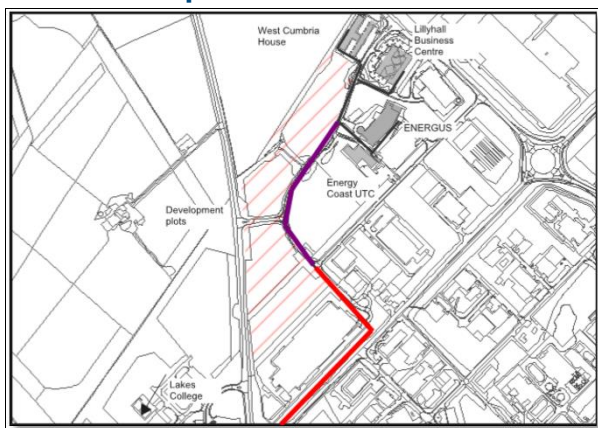 West Cumbria
House
Lillyhall
Business
Centre
ENERGUS
Energy
Coast UTC
Development
plots
Lakes
College